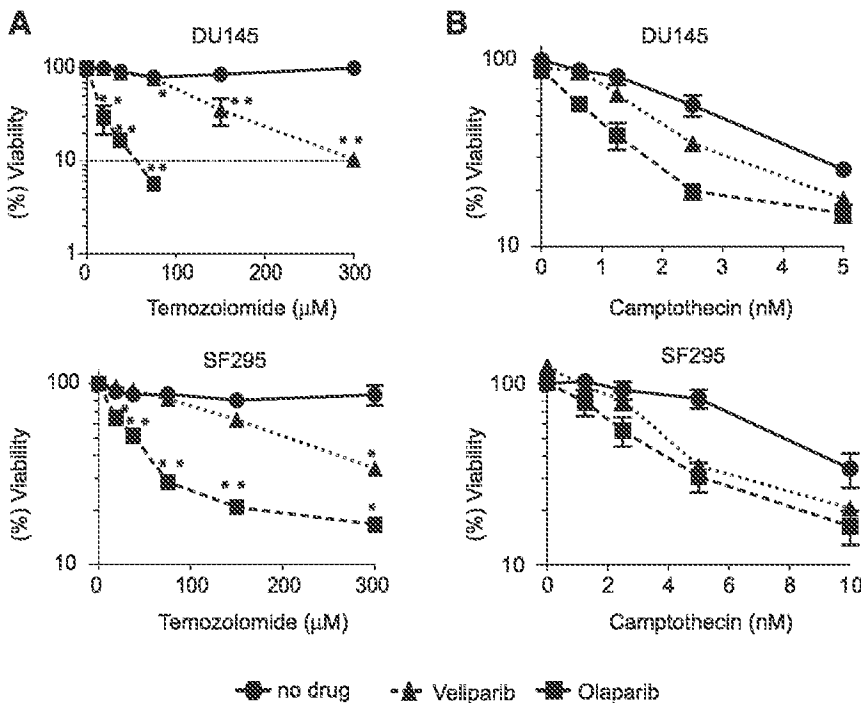 A
DU145
(%) Viability
100
10
1
0
100
200
300
Temozolomide (μM)
* *
* *
* *
*
* *
* *
B
DU145
(%) Viability
100
10
0
1
2
3
4
5
Camptothecin (nM)
SF295
(%) Viability
100
10
0
100
200
300
Temozolomide (μM)
*
* *
* *
* *
*
*
SF295
(%) Viability
100
10
0
2
4
6
8
10
Camptothecin (nM)
no drug
Veliparib
Olaparib